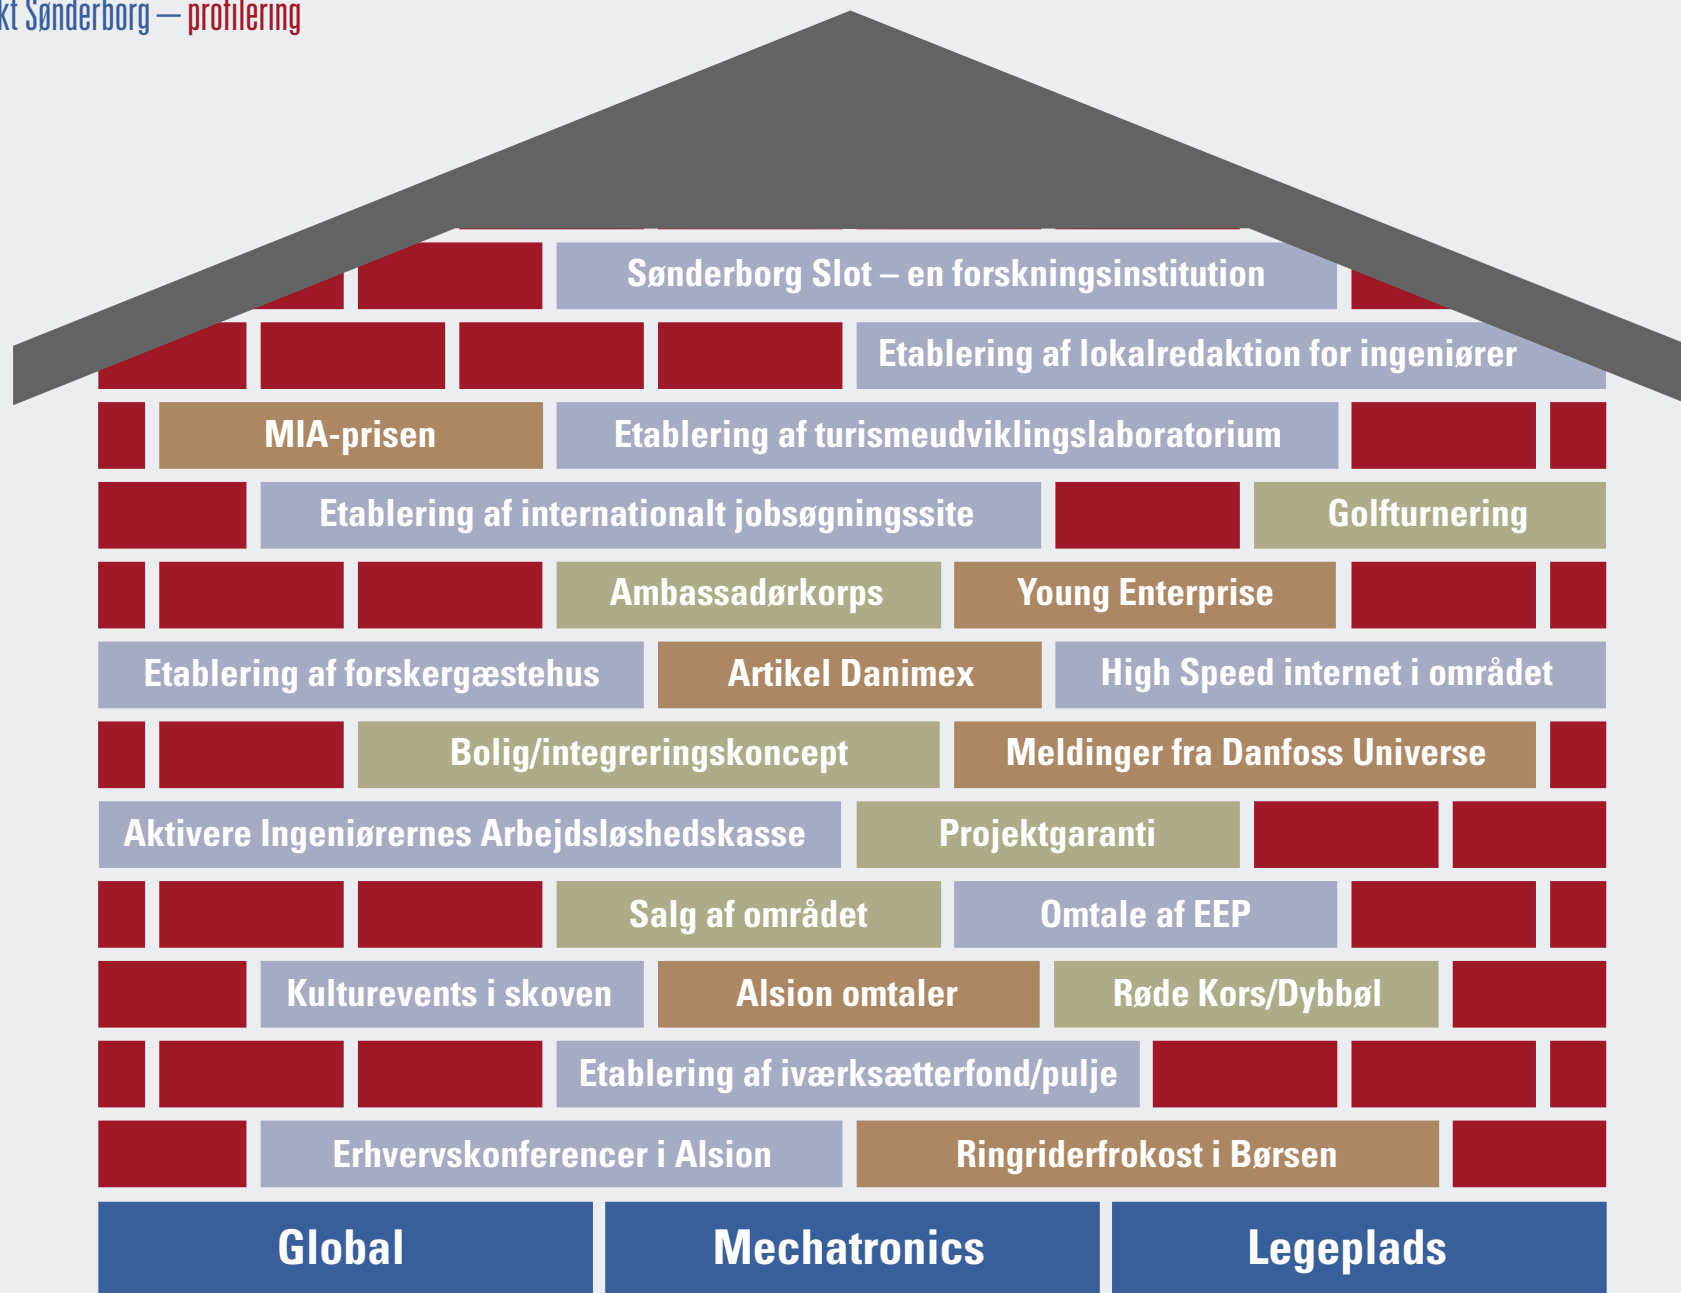 kt Sønderborg – profilering
Sønderborg Slot – en forskningsinstitution
Etablering af lokalredaktion for ingeniører
MIA-prisen
Etablering af turismeudviklingslaboratorium
Etablering af internationalt jobsøgningssite
Golfturnering
Ambassadørkorps
Young Enterprise
Etablering af forskergæstehus
Artikel Danimex
High Speed internet i området
Bolig/integreringskoncept
Meldinger fra Danfoss Universe
Aktivere Ingeniørernes Arbejdsløshedskasse
Projektgaranti
Salg af området
Omtale af EEP
Kulturevents i skoven
Alsion omtaler
Røde Kors/Dybbøl
Etablering af iværksætterfond/pulje
Erhvervskonferencer i Alsion
Ringriderfrokost i Børsen
Global
Mechatronics
Legeplads